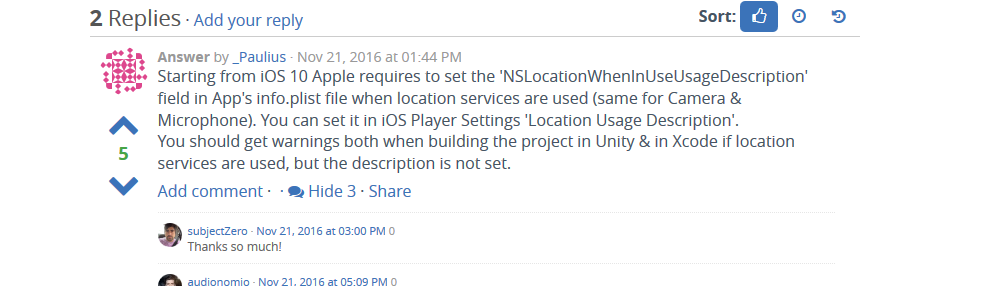 2 Replies · Add your reply
Sort:
Answer by _Paulius · Nov 21, 2016 at 01:44 PM
Starting from iOS 10 Apple requires to set the 'NSLocationWhenInUseUsageDescription'
field in App's info.plist file when location services are used (same for Camera &
Microphone). You can set it in iOS Player Settings 'Location Usage Description'.
You should get warnings both when building the project in Unity & in Xcode if location
services are used, but the description is not set.
5
Add comment · · Hide 3 · Share
subjectZero · Nov 21, 2016 at 03:00 PM 0
Thanks so much!
audionomio · Nov 21, 2016 at 05:09 PM 0